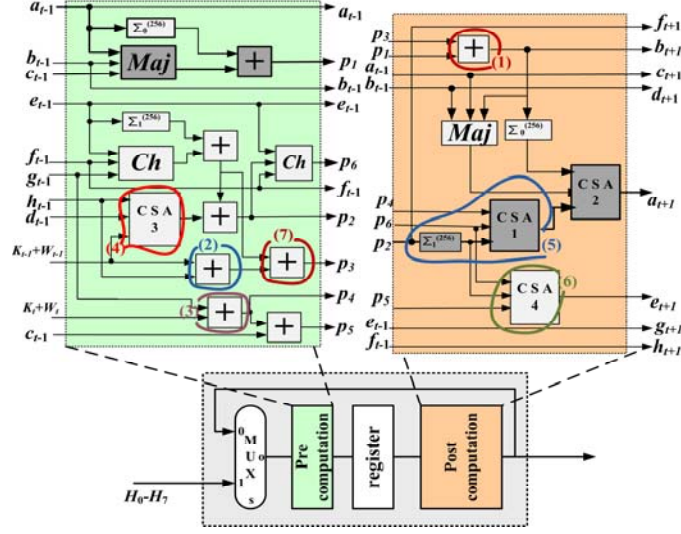 a_{t-1} Σ_0^{(256)} a_{t-1}
Maj + p_1
b_{t-1}
c_{t-1} b_{t-1}
e_{t-1} e_{t-1}
Σ_1^{(256)} +
f_{t-1} Ch Ch p_6
g_{t-1} f_{t-1}
h_{t-1} C S A
d_{t-1} 3 + p_2
(4) (2) (7)
K_{t-1}+W_{t-1} + + p_3
(3) + p_4
K_t+W_t
c_{t-1} + p_5
p_3 f_{t+1}
p_1 + (1) b_{t+1}
a_{t-1} c_{t+1}
b_{t-1} d_{t+1}
Maj Σ_0^{(256)}
C S A
2 a_{t+1}
p_4 C S A
p_6 1
p_2 Σ_1^{(256)} (5)
(6)
C S A
p_5 4 e_{t+1}
e_{t-1} g_{t+1}
f_{t-1} h_{t+1}
0 M
U o
X
1 s
H_0-H_7
Pre
computation
register
Post
computation